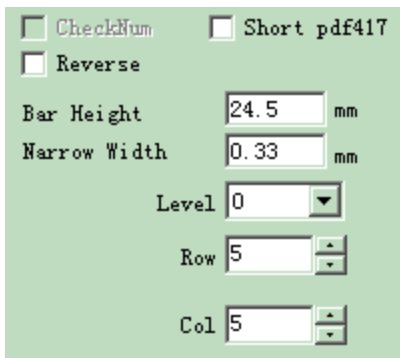 CheckNum Short pdf417
Reverse
Bar Height 24.5 mm
Narrow Width 0.33 mm
Level 0
Row 5
Col 5